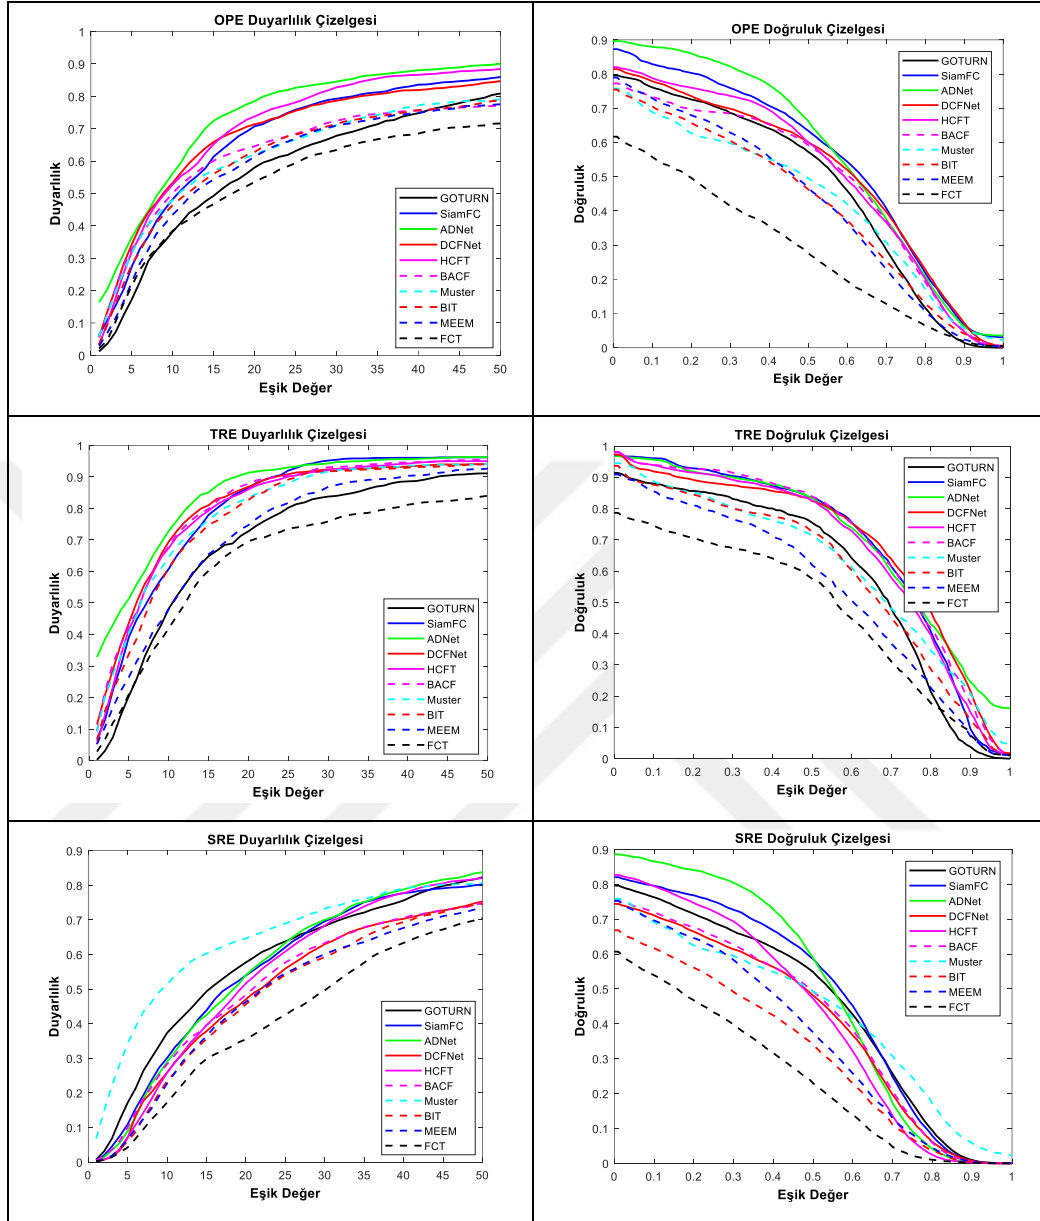 OPE Duyarlılık Çizelgesi
Duyarlılık
1
0.9
0.8
0.7
0.6
0.5
0.4
0.3
0.2
0.1
0
0 5 10 15 20 25 30 35 40 45 50
Eşik Değer
GOTURN
SiamFC
ADNet
DCFNet
HCFT
BACF
Muster
BIT
MEEM
FCT
OPE Doğruluk Çizelgesi
Doğruluk
0.9
0.8
0.7
0.6
0.5
0.4
0.3
0.2
0.1
0
0 0.1 0.2 0.3 0.4 0.5 0.6 0.7 0.8 0.9 1
Eşik Değer
GOTURN
SiamFC
ADNet
DCFNet
HCFT
BACF
Muster
BIT
MEEM
FCT
TRE Duyarlılık Çizelgesi
Duyarlılık
1
0.9
0.8
0.7
0.6
0.5
0.4
0.3
0.2
0.1
0
0 5 10 15 20 25 30 35 40 45 50
Eşik Değer
GOTURN
SiamFC
ADNet
DCFNet
HCFT
BACF
Muster
BIT
MEEM
FCT
TRE Doğruluk Çizelgesi
Doğruluk
1
0.9
0.8
0.7
0.6
0.5
0.4
0.3
0.2
0.1
0
0 0.1 0.2 0.3 0.4 0.5 0.6 0.7 0.8 0.9 1
Eşik Değer
GOTURN
SiamFC
ADNet
DCFNet
HCFT
BACF
Muster
BIT
MEEM
FCT
SRE Duyarlılık Çizelgesi
Duyarlılık
0.9
0.8
0.7
0.6
0.5
0.4
0.3
0.2
0.1
0
0 5 10 15 20 25 30 35 40 45 50
Eşik Değer
GOTURN
SiamFC
ADNet
DCFNet
HCFT
BACF
Muster
BIT
MEEM
FCT
SRE Doğruluk Çizelgesi
Doğruluk
0.9
0.8
0.7
0.6
0.5
0.4
0.3
0.2
0.1
0
0 0.1 0.2 0.3 0.4 0.5 0.6 0.7 0.8 0.9 1
Eşik Değer
GOTURN
SiamFC
ADNet
DCFNet
HCFT
BACF
Muster
BIT
MEEM
FCT